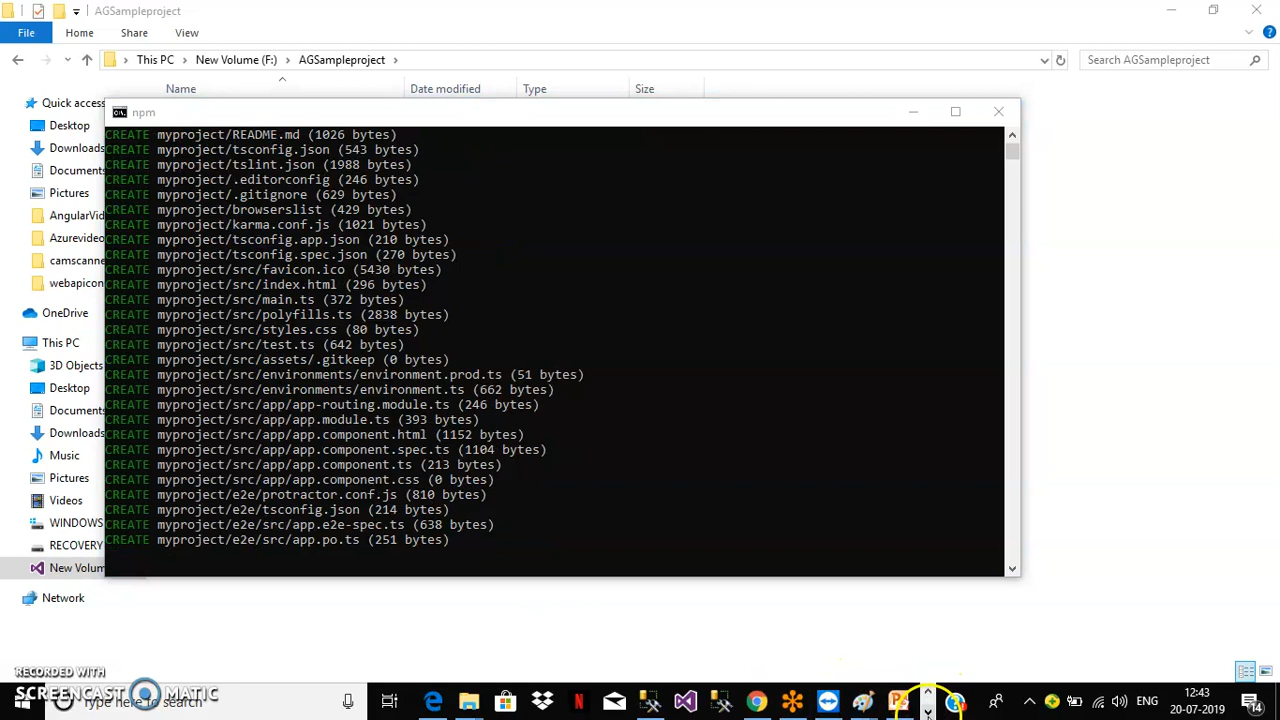 AGSampleproject
File Home Share View
This PC New Volume (F:) AGSampleproject
Search AGSampleproject
Name Date modified Type Size
Quick access
Desktop
Downloads
Documents
Pictures
AngularVid
Azurevideo
camscanne
webapicon
OneDrive
This PC
3D Objects
Desktop
Documents
Downloads
Music
Pictures
Videos
WINDOWS
RECOVERY
New Volum
Network
npm
CREATE myproject/README.md (1026 bytes)
CREATE myproject/tsconfig.json (543 bytes)
CREATE myproject/tslint.json (1988 bytes)
CREATE myproject/.editorconfig (246 bytes)
CREATE myproject/.gitignore (629 bytes)
CREATE myproject/browserslist (429 bytes)
CREATE myproject/karma.conf.js (1021 bytes)
CREATE myproject/tsconfig.app.json (210 bytes)
CREATE myproject/tsconfig.spec.json (270 bytes)
CREATE myproject/src/favicon.ico (5430 bytes)
CREATE myproject/src/index.html (296 bytes)
CREATE myproject/src/main.ts (372 bytes)
CREATE myproject/src/polyfills.ts (2838 bytes)
CREATE myproject/src/styles.css (80 bytes)
CREATE myproject/src/test.ts (642 bytes)
CREATE myproject/src/assets/.gitkeep (0 bytes)
CREATE myproject/src/environments/environment.prod.ts (51 bytes)
CREATE myproject/src/environments/environment.ts (662 bytes)
CREATE myproject/src/app/app-routing.module.ts (246 bytes)
CREATE myproject/src/app/app.module.ts (393 bytes)
CREATE myproject/src/app/app.component.html (1152 bytes)
CREATE myproject/src/app/app.component.spec.ts (1104 bytes)
CREATE myproject/src/app/app.component.ts (213 bytes)
CREATE myproject/src/app/app.component.css (0 bytes)
CREATE myproject/e2e/protractor.conf.js (810 bytes)
CREATE myproject/e2e/tsconfig.json (214 bytes)
CREATE myproject/e2e/src/app.e2e-spec.ts (638 bytes)
CREATE myproject/e2e/src/app.po.ts (251 bytes)
RECORDED WITH
SCREENCAST MATIC
Type here to search
ENG
12:43
20-07-2019
14